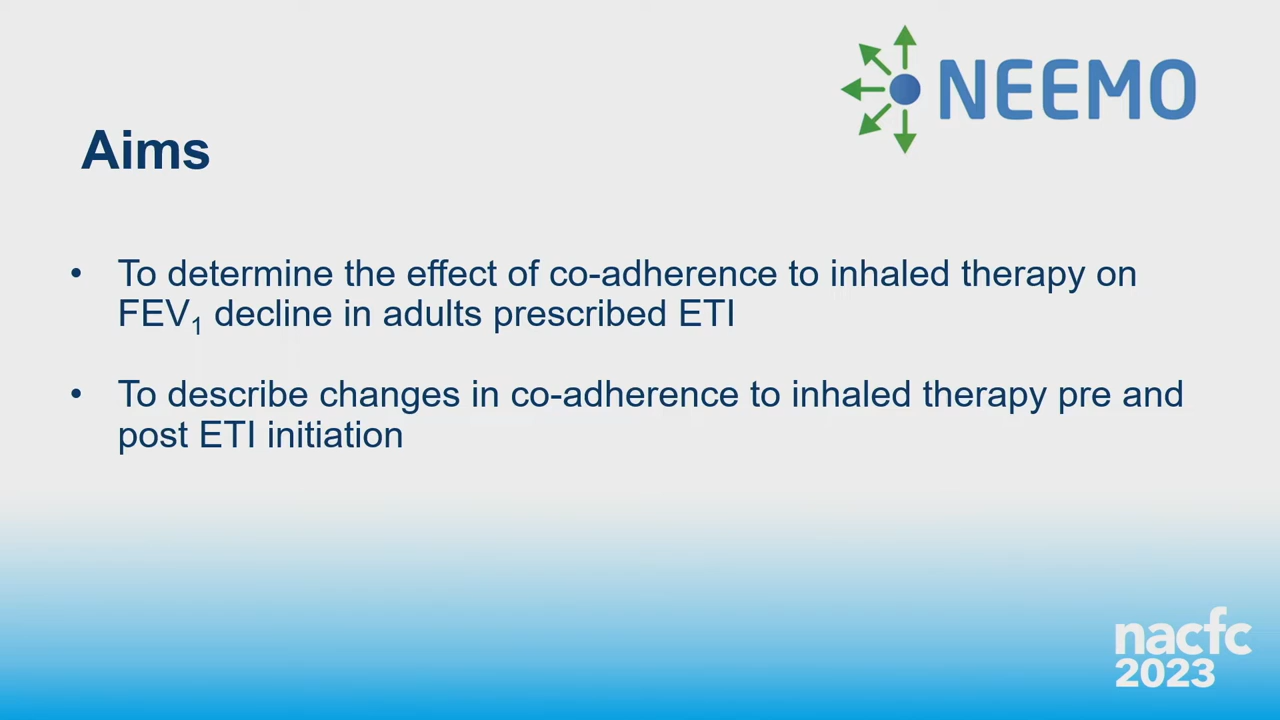 NEEMO
Aims
• To determine the effect of co-adherence to inhaled therapy on
FEV₁ decline in adults prescribed ETI
• To describe changes in co-adherence to inhaled therapy pre and
post ETI initiation
nacfc
2023